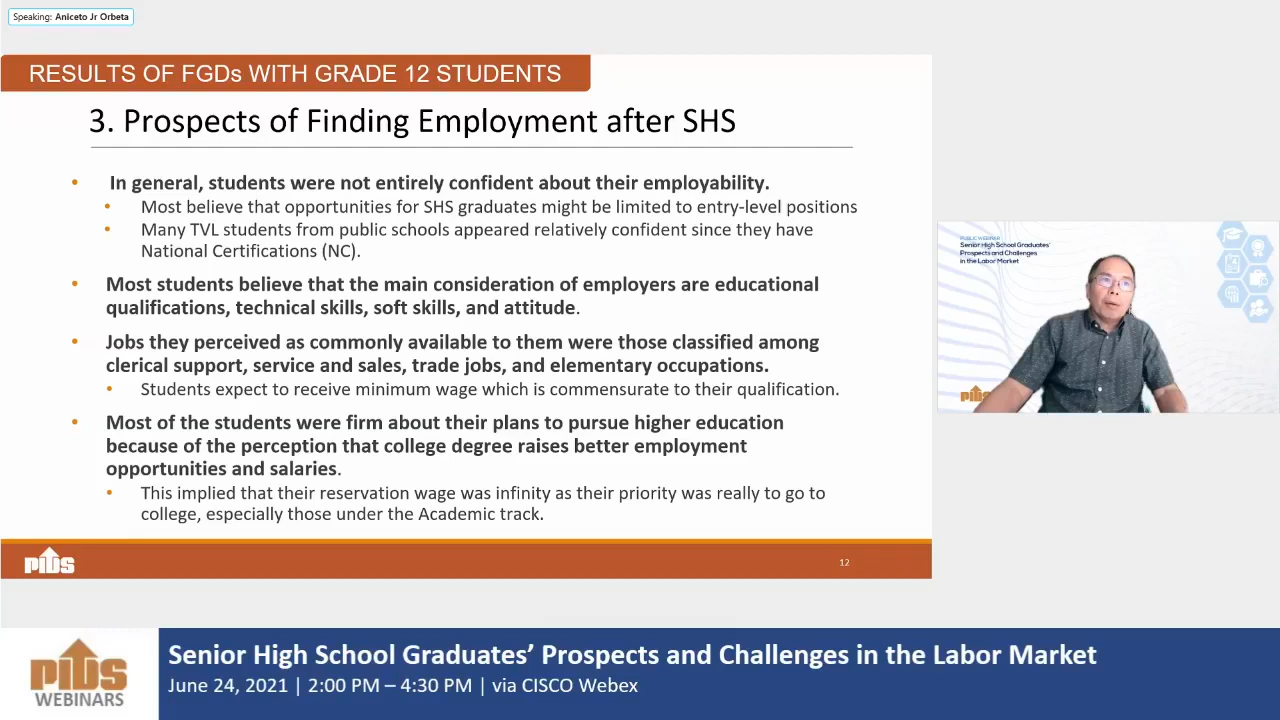 Speaking: Aniceto Jr Orbeta
RESULTS OF FGDs WITH GRADE 12 STUDENTS
3. Prospects of Finding Employment after SHS
• In general, students were not entirely confident about their employability.
• Most believe that opportunities for SHS graduates might be limited to entry-level positions
• Many TVL students from public schools appeared relatively confident since they have
National Certifications (NC).
• Most students believe that the main consideration of employers are educational
qualifications, technical skills, soft skills, and attitude.
• Jobs they perceived as commonly available to them were those classified among
clerical support, service and sales, trade jobs, and elementary occupations.
• Students expect to receive minimum wage which is commensurate to their qualification.
• Most of the students were firm about their plans to pursue higher education
because of the perception that college degree raises better employment
opportunities and salaries.
• This implied that their reservation wage was infinity as their priority was really to go to
college, especially those under the Academic track.
PIDS
12
PUBLIC WEBINAR
Senior High School Graduates'
Prospects and Challenges
in the Labor Market
PIDS
PIDS
WEBINARS
Senior High School Graduates' Prospects and Challenges in the Labor Market
June 24, 2021 | 2:00 PM – 4:30 PM | via CISCO Webex